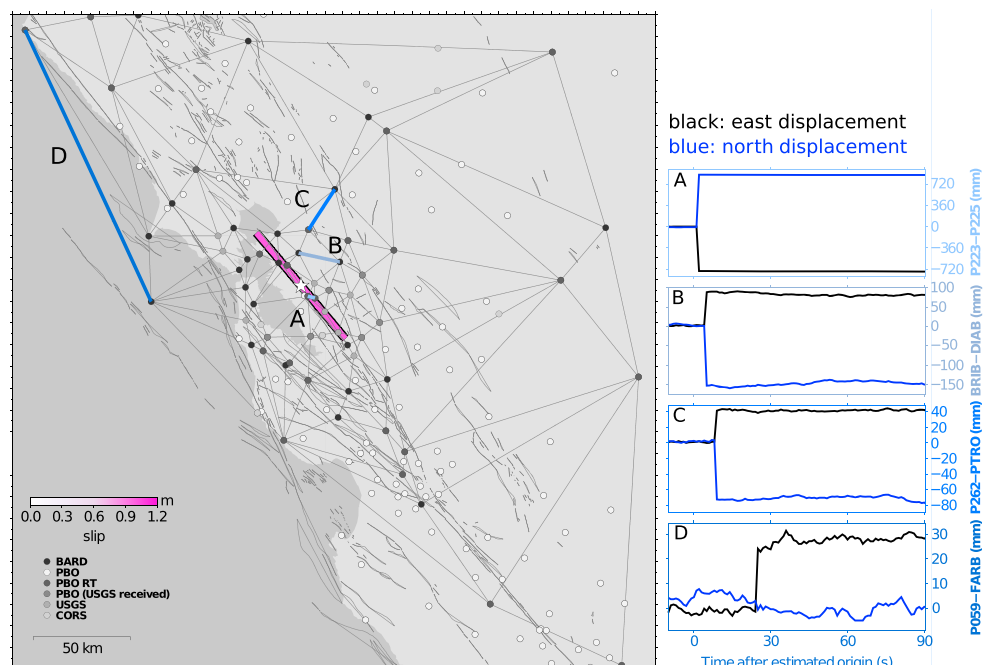 D
C
B
A
m
0.0 0.3 0.6 0.9 1.2
slip
BARD
PBO
PBO RT
PBO (USGS received)
USGS
CORS
50 km
black: east displacement
blue: north displacement
A
720
360
0
−360
−720
P223−P225 (mm)
B
100
50
0
−50
−100
−150
BRIB−DIAB (mm)
C
40
20
0
−20
−40
−60
−80
P262−PTRO (mm)
D
30
20
10
0
P059−FARB (mm)
0 30 60 90
Time after estimated origin (s)